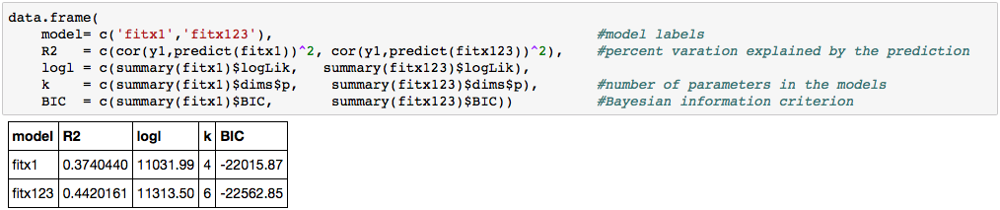 data.frame(
model= c('fitx1','fitx123'), #model labels
R2 = c(cor(y1,predict(fitx1))^2, cor(y1,predict(fitx123))^2), #percent varation explained by the prediction
logl = c(summary(fitx1)$logLik, summary(fitx123)$logLik),
k = c(summary(fitx1)$dims$p, summary(fitx123)$dims$p), #number of parameters in the models
BIC = c(summary(fitx1)$BIC, summary(fitx123)$BIC)) #Bayesian information criterion
model R2 logl k BIC
fitx1 0.3740440 11031.99 4 -22015.87
fitx123 0.4420161 11313.50 6 -22562.85